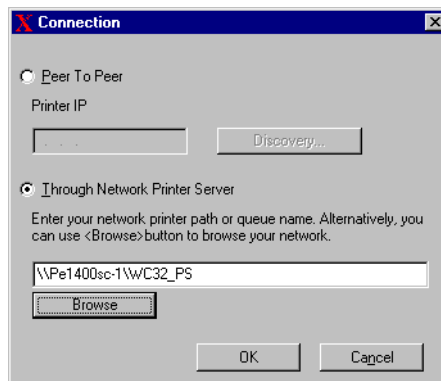 X Connection
Peer To Peer
Printer IP
. . .
Discovery...
Through Network Printer Server
Enter your network printer path or queue name. Alternatively, you
can use <Browse>button to browse your network.
\\Pe1400sc-1\WC32_PS
Browse
OK Cancel